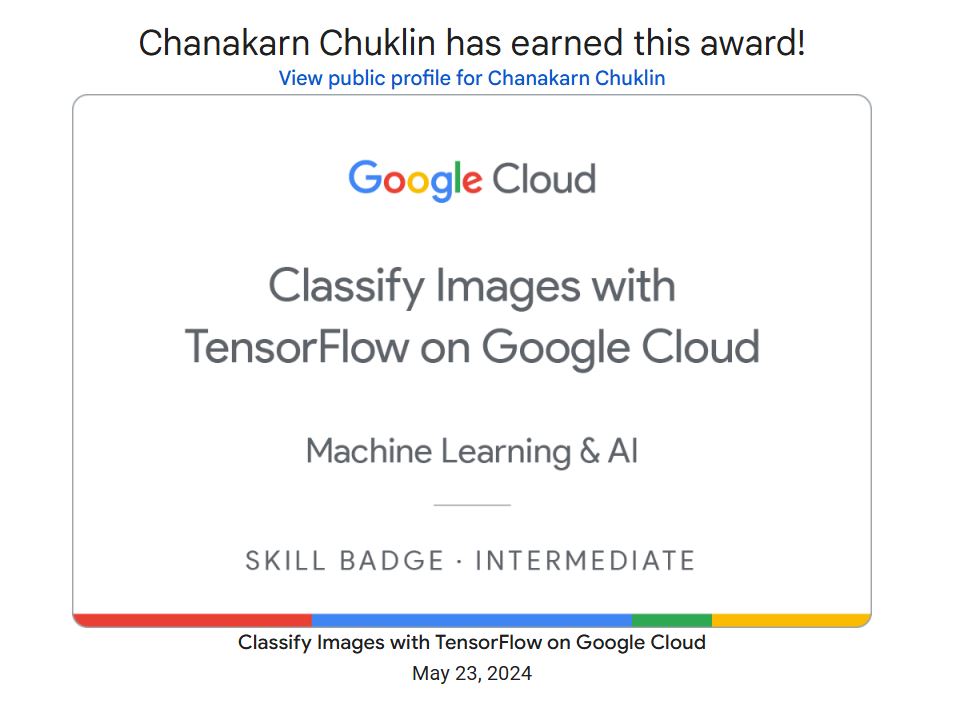 Chanakarn Chuklin has earned this award!
View public profile for Chanakarn Chuklin
Google Cloud
Classify Images with
TensorFlow on Google Cloud
Machine Learning & AI
SKILL BADGE · INTERMEDIATE
Classify Images with TensorFlow on Google Cloud
May 23, 2024